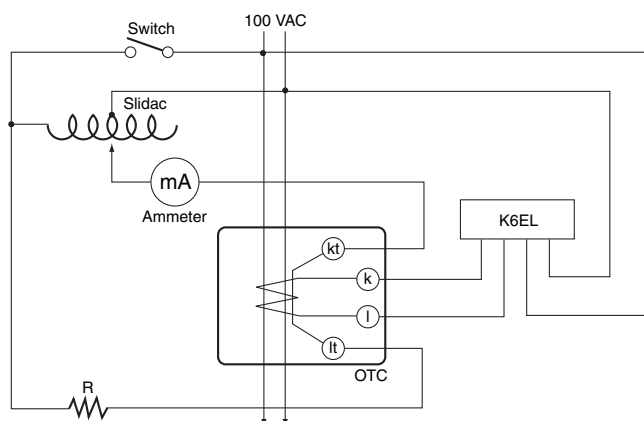 100 VAC
Switch
Slidac
mA
Ammeter
K6EL
kt
k
l
lt
OTC
R